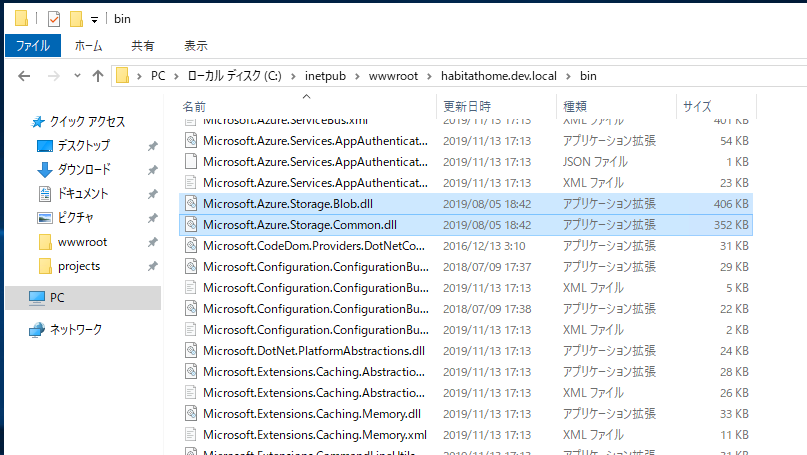 bin
ファイル ホーム 共有 表示
PC ローカル ディスク (C:) inetpub wwwroot habitathome.dev.local bin
クイック アクセス
デスクトップ
ダウンロード
ドキュメント
ピクチャ
wwwroot
projects
PC
ネットワーク
名前 更新日時 種類 サイズ
Microsoft.Azure.ServiceBus.xml 2019/11/13 17:13 XML ファイル 401 KB
Microsoft.Azure.Services.AppAuthenticat... 2019/11/13 17:13 アプリケーション拡張 54 KB
Microsoft.Azure.Services.AppAuthenticat... 2019/11/13 17:13 JSON ファイル 1 KB
Microsoft.Azure.Services.AppAuthenticat... 2019/11/13 17:13 XML ファイル 23 KB
Microsoft.Azure.Storage.Blob.dll 2019/08/05 18:42 アプリケーション拡張 406 KB
Microsoft.Azure.Storage.Common.dll 2019/08/05 18:42 アプリケーション拡張 352 KB
Microsoft.CodeDom.Providers.DotNetCo... 2016/12/13 3:10 アプリケーション拡張 31 KB
Microsoft.Configuration.ConfigurationBu... 2018/07/09 17:37 アプリケーション拡張 29 KB
Microsoft.Configuration.ConfigurationBu... 2019/11/13 17:13 XML ファイル 5 KB
Microsoft.Configuration.ConfigurationBu... 2018/07/09 17:38 アプリケーション拡張 22 KB
Microsoft.Configuration.ConfigurationBu... 2019/11/13 17:13 XML ファイル 2 KB
Microsoft.DotNet.PlatformAbstractions.dll 2019/11/13 17:13 アプリケーション拡張 24 KB
Microsoft.Extensions.Caching.Abstractio... 2019/11/13 17:13 アプリケーション拡張 28 KB
Microsoft.Extensions.Caching.Abstractio... 2019/11/13 17:13 XML ファイル 26 KB
Microsoft.Extensions.Caching.Memory.dll 2019/11/13 17:13 アプリケーション拡張 33 KB
Microsoft.Extensions.Caching.Memory.xml 2019/11/13 17:13 XML ファイル 11 KB